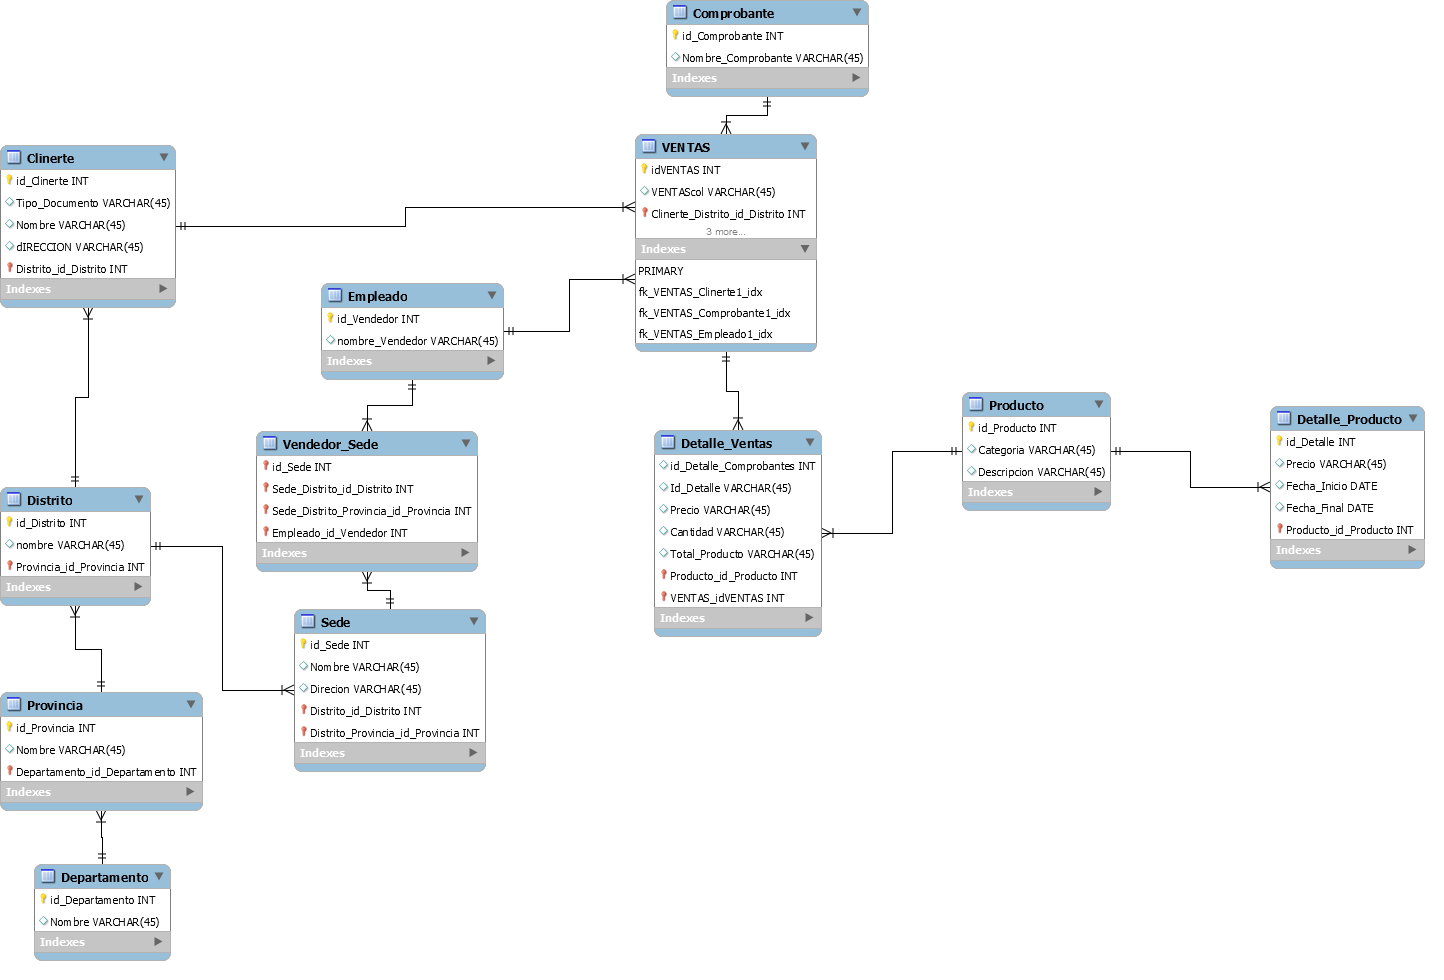 Comprobante
id_Comprobante INT
Nombre_Comprobante VARCHAR(45)
Indexes
VENTAS
idVENTAS INT
VENTAScol VARCHAR(45)
Clinerte_Distrito_id_Distrito INT
3 more...
Indexes
PRIMARY
fk_VENTAS_Clinerte1_idx
fk_VENTAS_Comprobante1_idx
fk_VENTAS_Empleado1_idx
Clinerte
id_Clinerte INT
Tipo_Documento VARCHAR(45)
Nombre VARCHAR(45)
dIRECCION VARCHAR(45)
Distrito_id_Distrito INT
Indexes
Empleado
id_Vendedor INT
nombre_Vendedor VARCHAR(45)
Indexes
Vendedor_Sede
id_Sede INT
Sede_Distrito_id_Distrito INT
Sede_Distrito_Provincia_id_Provincia INT
Empleado_id_Vendedor INT
Indexes
Detalle_Ventas
id_Detalle_Comprobantes INT
Id_Detalle VARCHAR(45)
Precio VARCHAR(45)
Cantidad VARCHAR(45)
Total_Producto VARCHAR(45)
Producto_id_Producto INT
VENTAS_idVENTAS INT
Indexes
Producto
id_Producto INT
Categoria VARCHAR(45)
Descripcion VARCHAR(45)
Indexes
Detalle_Producto
id_Detalle INT
Precio VARCHAR(45)
Fecha_Inicio DATE
Fecha_Final DATE
Producto_id_Producto INT
Indexes
Distrito
id_Distrito INT
nombre VARCHAR(45)
Provincia_id_Provincia INT
Indexes
Sede
id_Sede INT
Nombre VARCHAR(45)
Direcion VARCHAR(45)
Distrito_id_Distrito INT
Distrito_Provincia_id_Provincia INT
Indexes
Provincia
id_Provincia INT
Nombre VARCHAR(45)
Departamento_id_Departamento INT
Indexes
Departamento
id_Departamento INT
Nombre VARCHAR(45)
Indexes